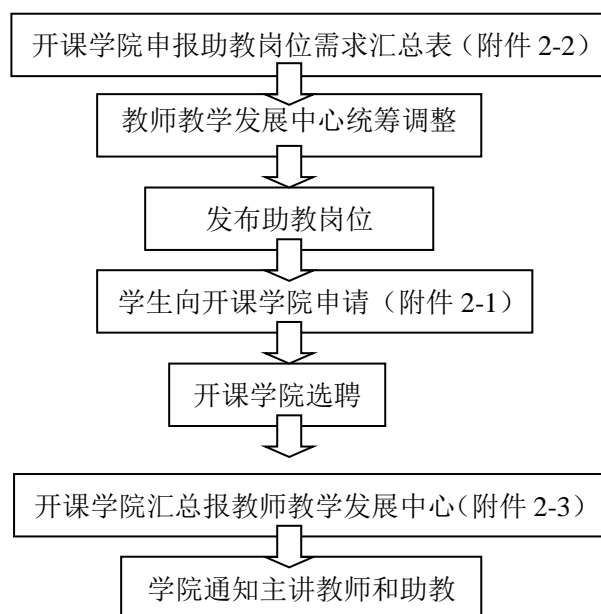 开课学院申报助教岗位需求汇总表（附件 2-2）
教师教学发展中心统筹调整
发布助教岗位
学生向开课学院申请（附件 2-1）
开课学院选聘
开课学院汇总报教师教学发展中心（附件 2-3）
学院通知主讲教师和助教